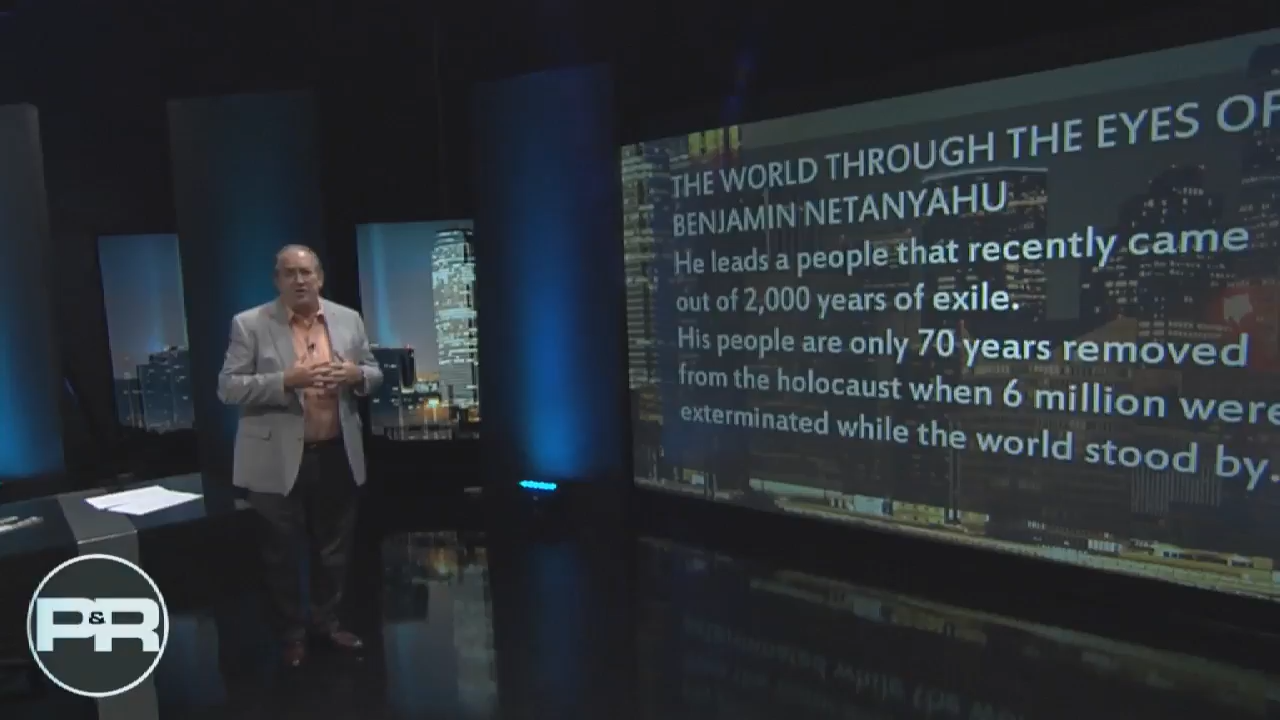 THE WORLD THROUGH THE EYES OF
BENJAMIN NETANYAHU
He leads a people that recently came
out of 2,000 years of exile.
His people are only 70 years removed
from the holocaust when 6 million were
exterminated while the world stood by.
P&R